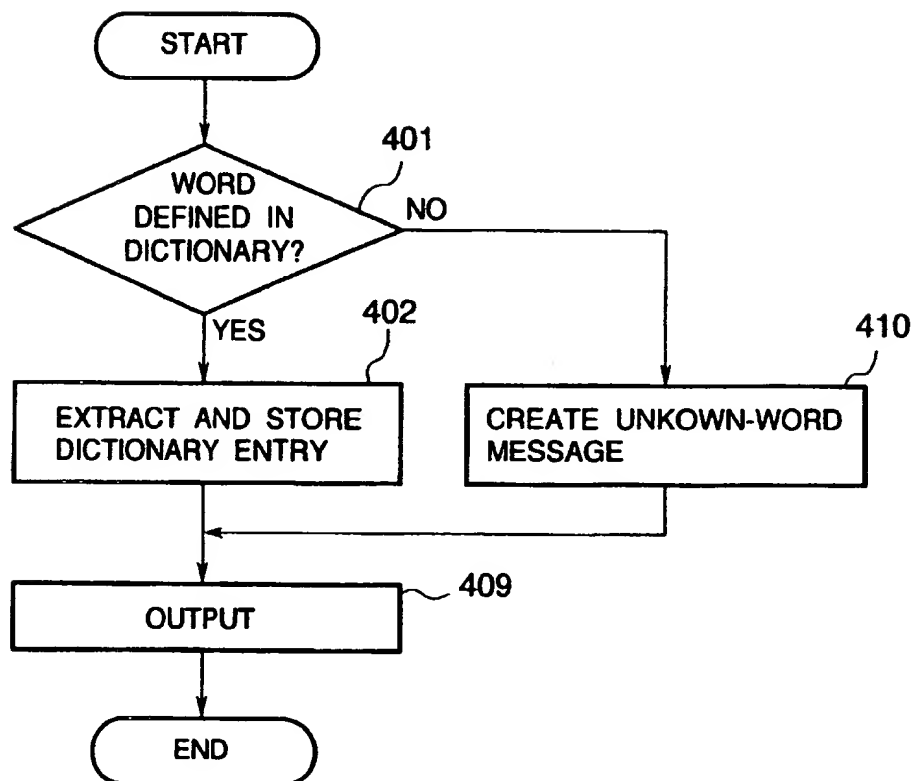 START
401
WORD
DEFINED IN
DICTIONARY?
NO
YES
402
EXTRACT AND STORE
DICTIONARY ENTRY
410
CREATE UNKOWN-WORD
MESSAGE
409
OUTPUT
END